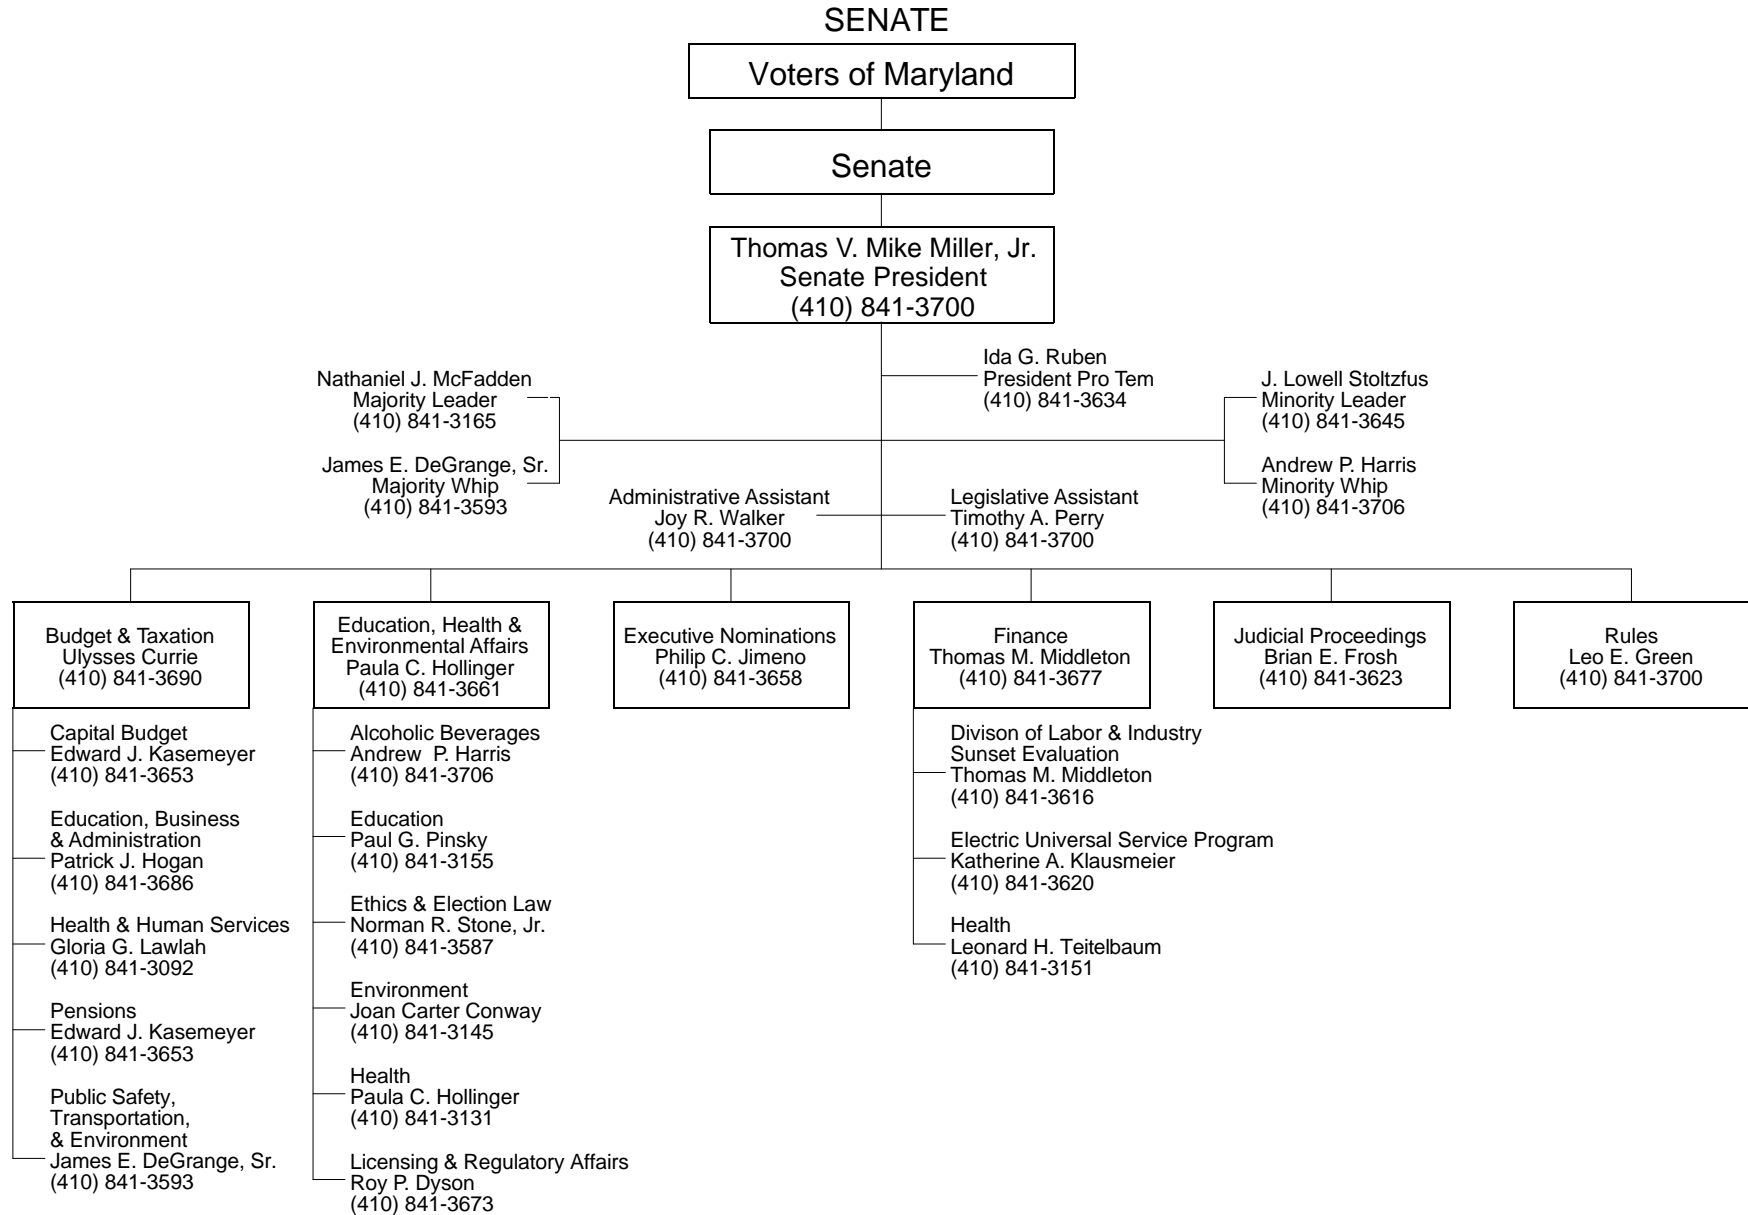 SENATE
Voters of Maryland
Senate
Thomas V. Mike Miller, Jr.
Senate President
(410) 841-3700
Ida G. Ruben
President Pro Tem
(410) 841-3634
Nathaniel J. McFadden
Majority Leader
(410) 841-3165
James E. DeGrange, Sr.
Majority Whip
(410) 841-3593
J. Lowell Stoltzfus
Minority Leader
(410) 841-3645
Andrew P. Harris
Minority Whip
(410) 841-3706
Administrative Assistant
Joy R. Walker
(410) 841-3700
Legislative Assistant
Timothy A. Perry
(410) 841-3700
Budget & Taxation
Ulysses Currie
(410) 841-3690
Capital Budget
Edward J. Kasemeyer
(410) 841-3653
Education, Business
& Administration
Patrick J. Hogan
(410) 841-3686
Health & Human Services
Gloria G. Lawlah
(410) 841-3092
Pensions
Edward J. Kasemeyer
(410) 841-3653
Public Safety,
Transportation,
& Environment
James E. DeGrange, Sr.
(410) 841-3593
Education, Health &
Environmental Affairs
Paula C. Hollinger
(410) 841-3661
Alcoholic Beverages
Andrew  P. Harris
(410) 841-3706
Education
Paul G. Pinsky
(410) 841-3155
Ethics & Election Law
Norman R. Stone, Jr.
(410) 841-3587
Environment
Joan Carter Conway
(410) 841-3145
Health
Paula C. Hollinger
(410) 841-3131
Licensing & Regulatory Affairs
Roy P. Dyson
(410) 841-3673
Executive Nominations
Philip C. Jimeno
(410) 841-3658
Finance
Thomas M. Middleton
(410) 841-3677
Divison of Labor & Industry
Sunset Evaluation
Thomas M. Middleton
(410) 841-3616
Electric Universal Service Program
Katherine A. Klausmeier
(410) 841-3620
Health
Leonard H. Teitelbaum
(410) 841-3151
Judicial Proceedings
Brian E. Frosh
(410) 841-3623
Rules
Leo E. Green
(410) 841-3700